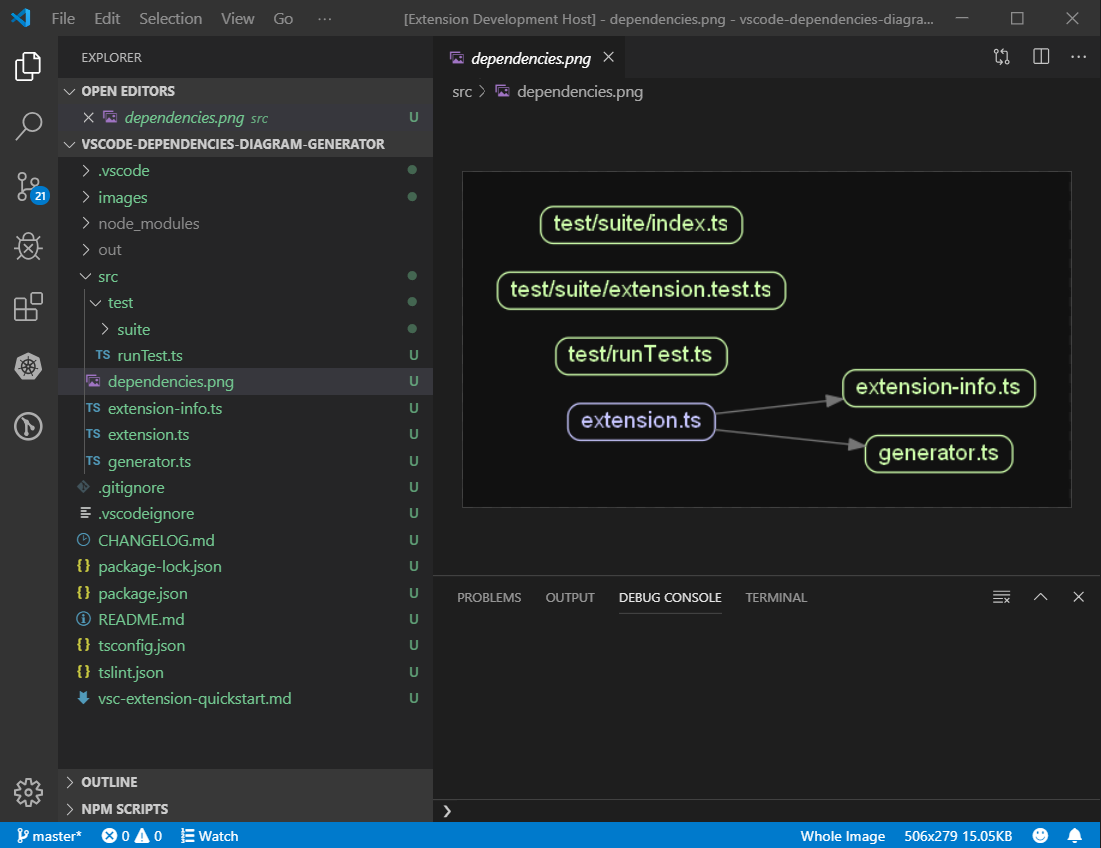 File Edit Selection View Go ··· [Extension Development Host] - dependencies.png - vscode-dependencies-diagra...
EXPLORER
OPEN EDITORS
dependencies.png src U
VSCODE-DEPENDENCIES-DIAGRAM-GENERATOR
.vscode
images
node_modules
out
src
test
suite
TS runTest.ts U
dependencies.png U
TS extension-info.ts U
TS extension.ts U
TS generator.ts U
.gitignore U
.vscodeignore U
CHANGELOG.md U
{} package-lock.json U
{} package.json U
README.md U
{} tsconfig.json U
{} tslint.json U
vsc-extension-quickstart.md U
OUTLINE
NPM SCRIPTS
21
dependencies.png
src > dependencies.png
test/suite/index.ts
test/suite/extension.test.ts
test/runTest.ts
extension-info.ts
extension.ts
generator.ts
PROBLEMS OUTPUT DEBUG CONSOLE TERMINAL
master* 0 0 Watch Whole Image 506x279 15.05KB